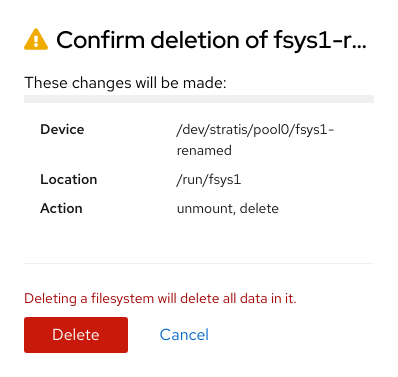 Confirm deletion of fsys1-r...
These changes will be made:
Device /dev/stratis/pool0/fsys1-
renamed
Location /run/fsys1
Action unmount, delete
Deleting a filesystem will delete all data in it.
Delete Cancel